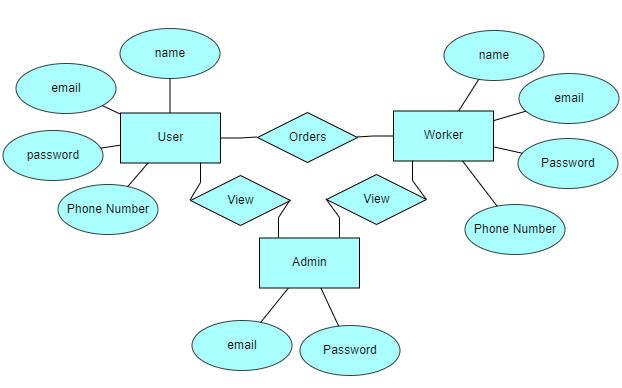 name
name
email
email
User
Orders
Worker
password
Password
View
View
Phone Number
Phone Number
Admin
email
Password